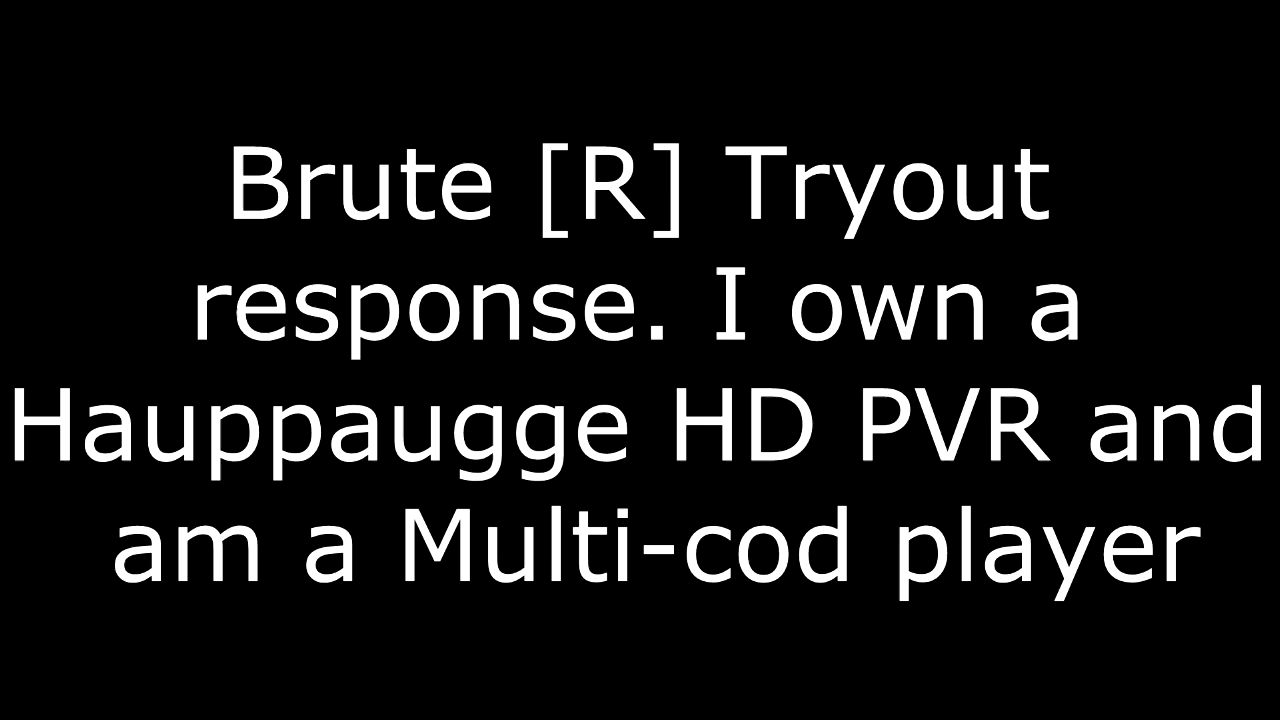 Brute [R] Tryout
response. I own a
Hauppaugge HD PVR and
am a Multi-cod player